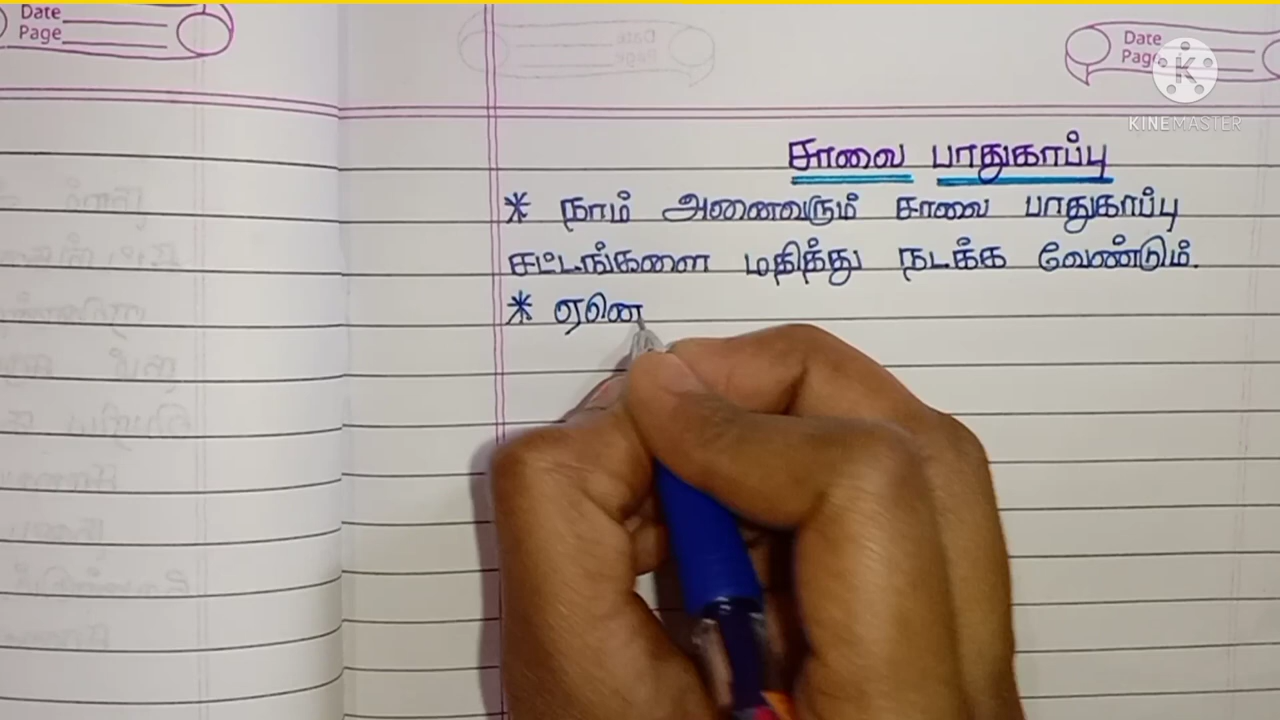 Date
Page
Date
Page
KINEMASTER
சாலை பாதுகாப்பு
* நாம் அனைவரும் சாலை பாதுகாப்பு
சட்டங்களை மதித்து நடக்க வேண்டும்.
* ஏனெ